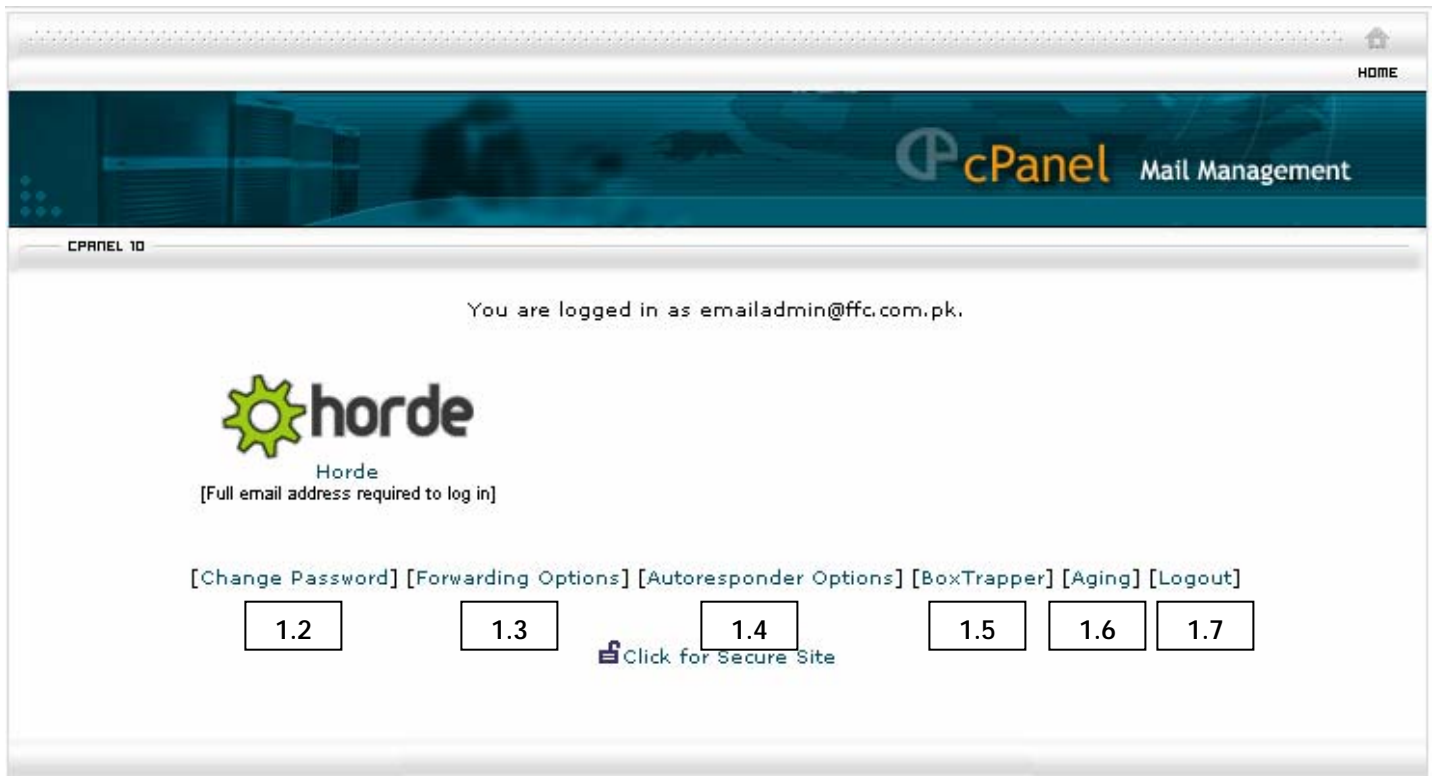 HOME
cPanel Mail Management
CPANEL 10
You are logged in as emailadmin@ffc.com.pk.
horde
Horde
[Full email address required to log in]
[Change Password] [Forwarding Options] [Autoresponder Options] [BoxTrapper] [Aging] [Logout]
1.2 1.3 1.4 1.5 1.6 1.7
Click for Secure Site